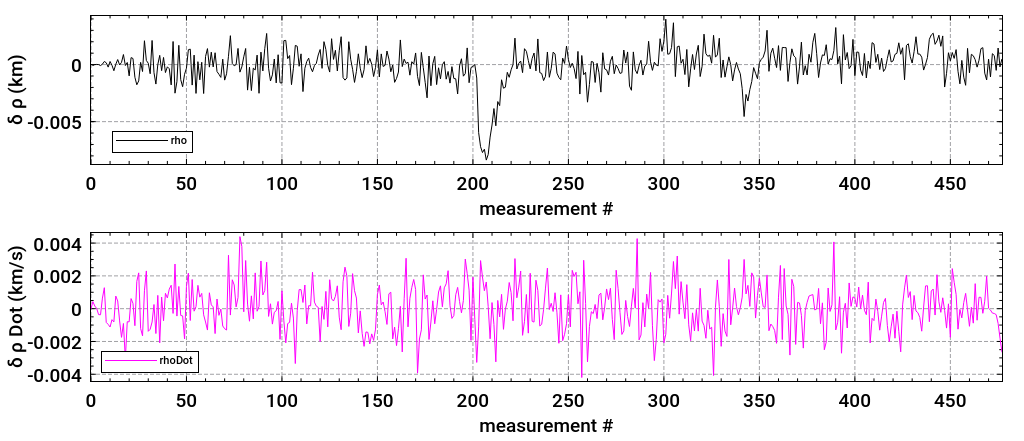 δ ρ (km)
0
-0.005
rho
0 50 100 150 200 250 300 350 400 450
measurement #
δ ρ Dot (km/s)
0.004
0.002
0
-0.002
-0.004
rhoDot
0 50 100 150 200 250 300 350 400 450
measurement #